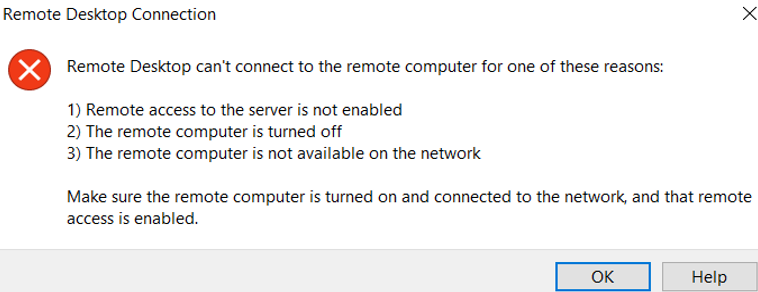 Remote Desktop Connection
Remote Desktop can't connect to the remote computer for one of these reasons:
1) Remote access to the server is not enabled
2) The remote computer is turned off
3) The remote computer is not available on the network
Make sure the remote computer is turned on and connected to the network, and that remote
access is enabled.
OK
Help